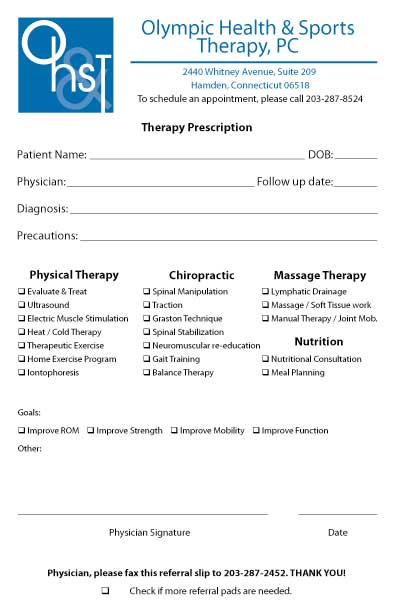 Oh&ST
Olympic Health & Sports
Therapy, PC
2440 Whitney Avenue, Suite 209
Hamden, Connecticut 06518
To schedule an appointment, please call 203-287-8524
Therapy Prescription
Patient Name: DOB:
Physician: Follow up date:
Diagnosis:
Precautions:
Physical Therapy
Evaluate & Treat
Ultrasound
Electric Muscle Stimulation
Heat / Cold Therapy
Therapeutic Exercise
Home Exercise Program
Iontophoresis
Chiropractic
Spinal Manipulation
Traction
Graston Technique
Spinal Stabilization
Neuromuscular re-education
Gait Training
Balance Therapy
Massage Therapy
Lymphatic Drainage
Massage / Soft Tissue work
Manual Therapy / Joint Mob.
Nutrition
Nutritional Consultation
Meal Planning
Goals:
Improve ROM Improve Strength Improve Mobility Improve Function
Other:
Physician Signature Date
Physician, please fax this referral slip to 203-287-2452. THANK YOU!
Check if more referral pads are needed.